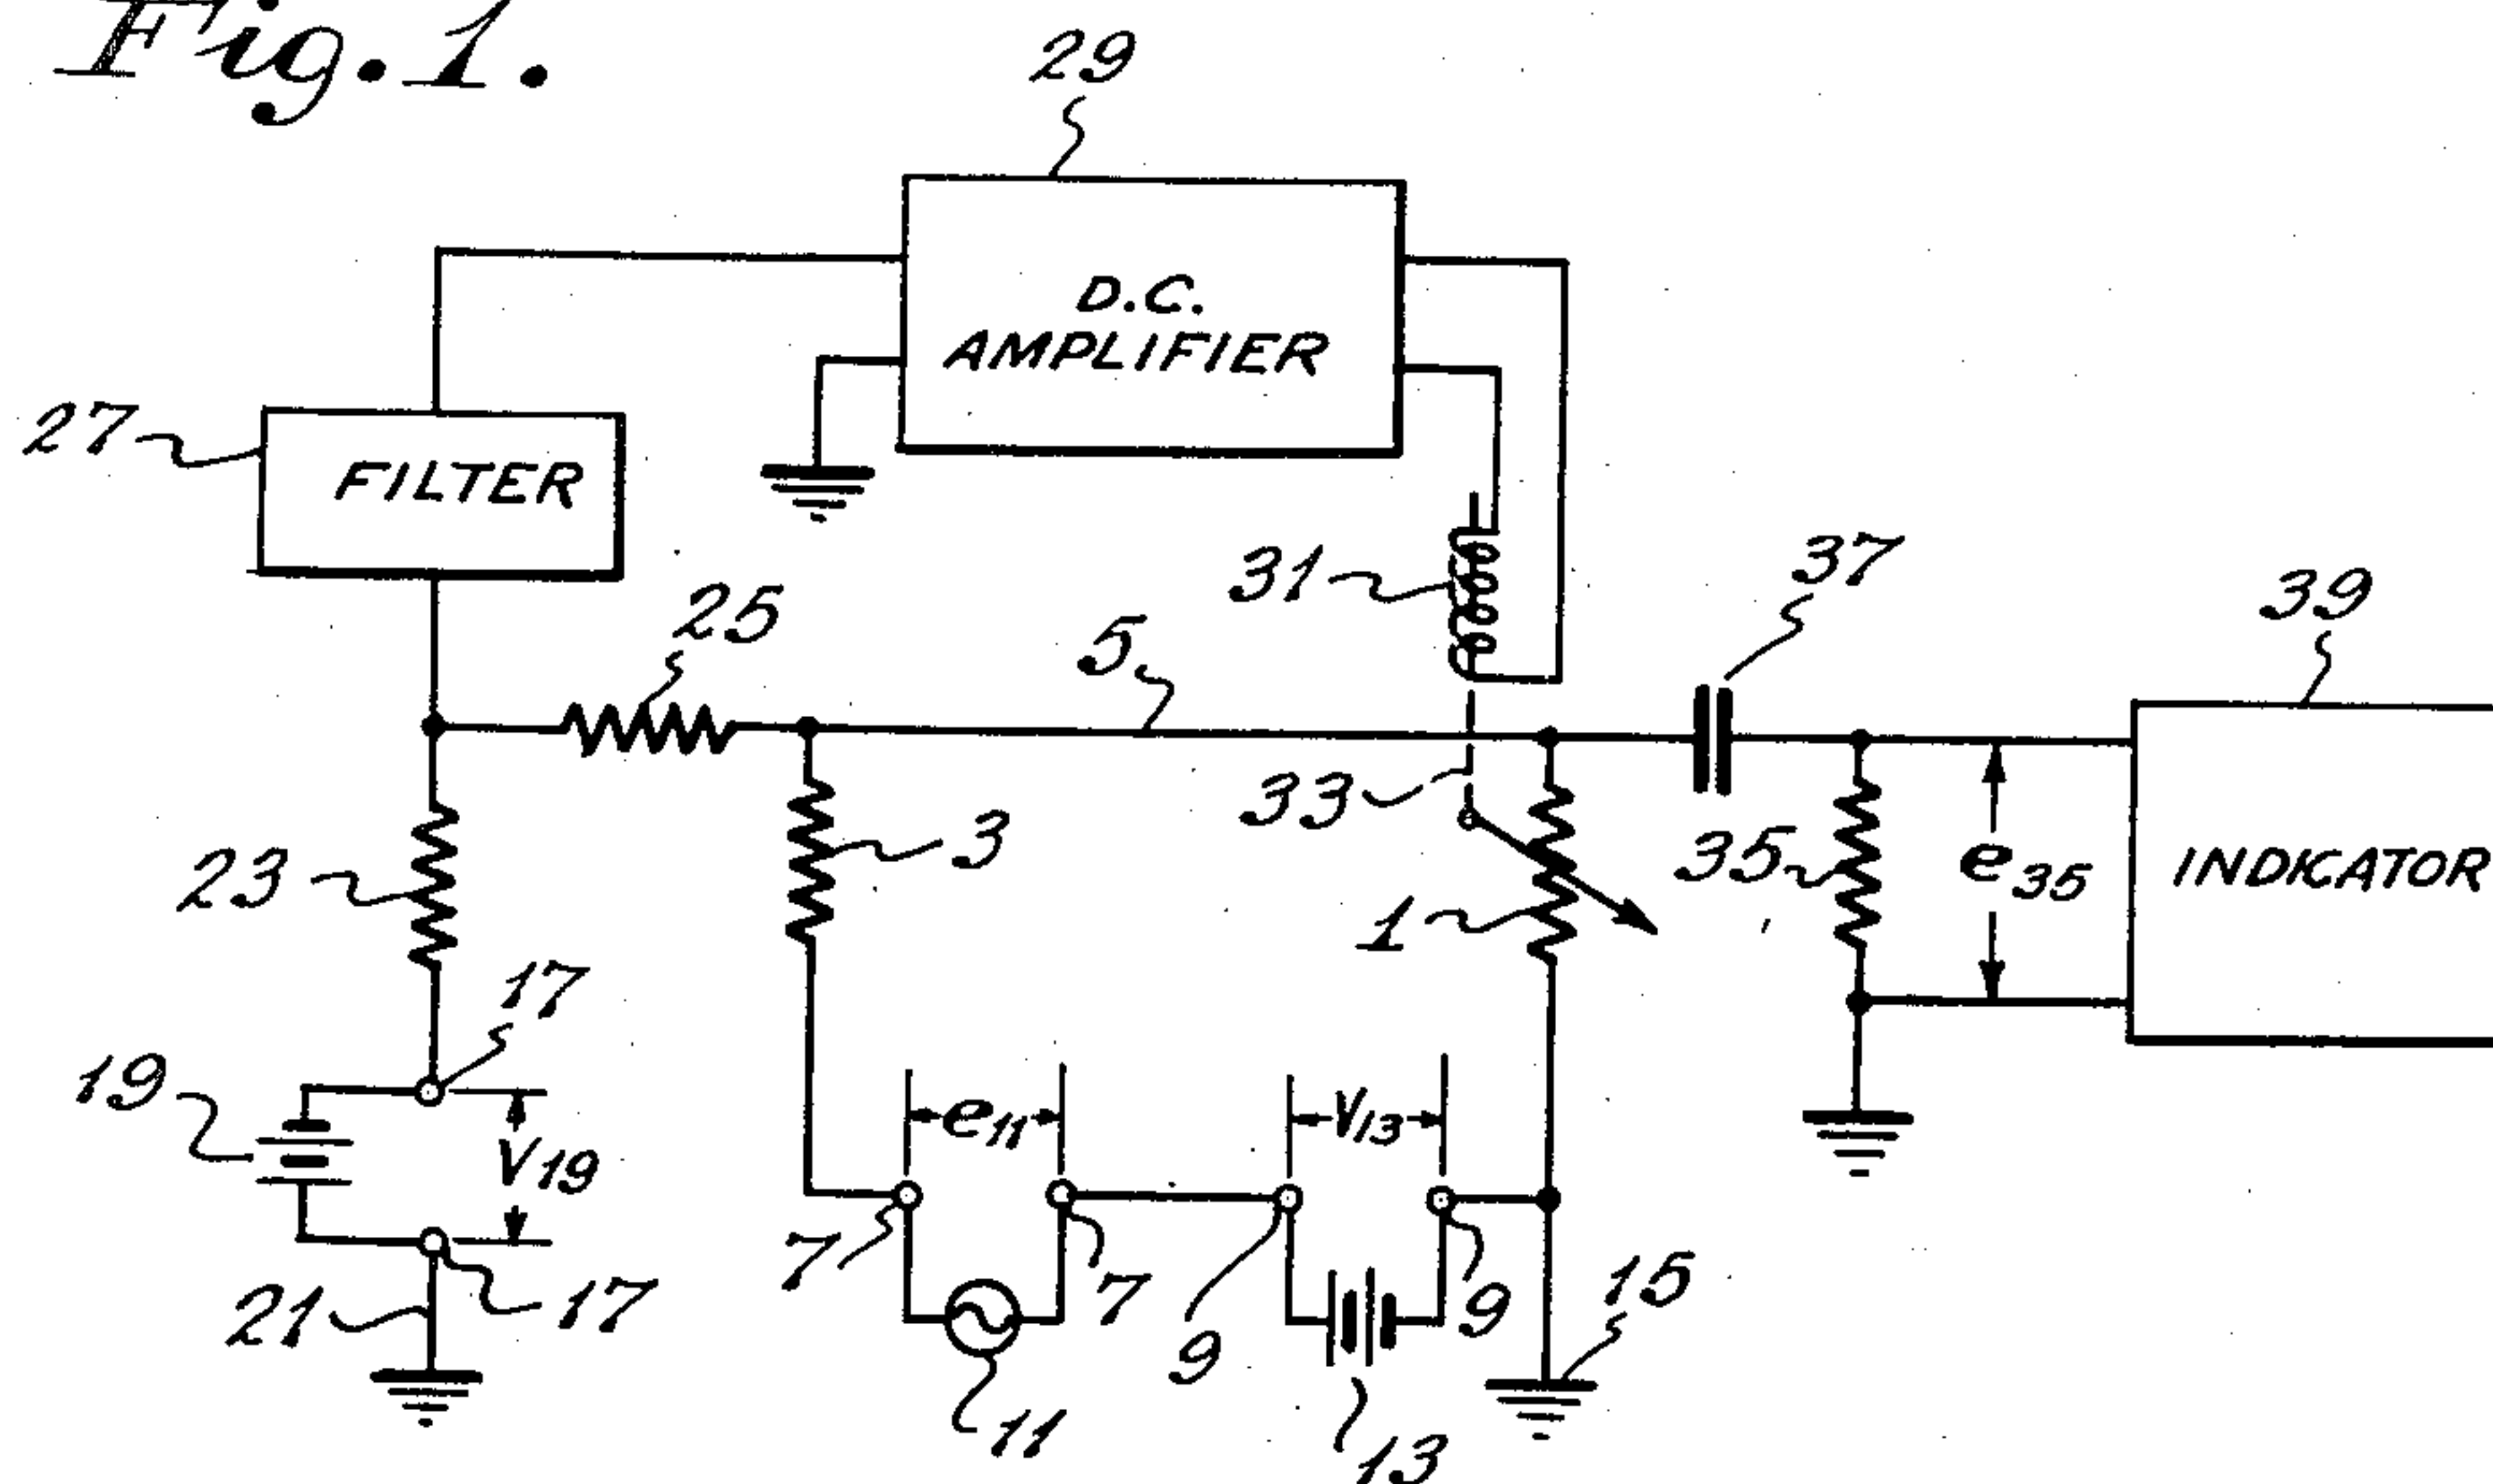 Fig. 1.
29
D.C.
AMPLIFIER
27
FILTER
25
5
31
37
39
33
3
23
1
35
e35
INDICATOR
17
19
V19
e11
V13
7
7
9
9
15
21
17
11
13